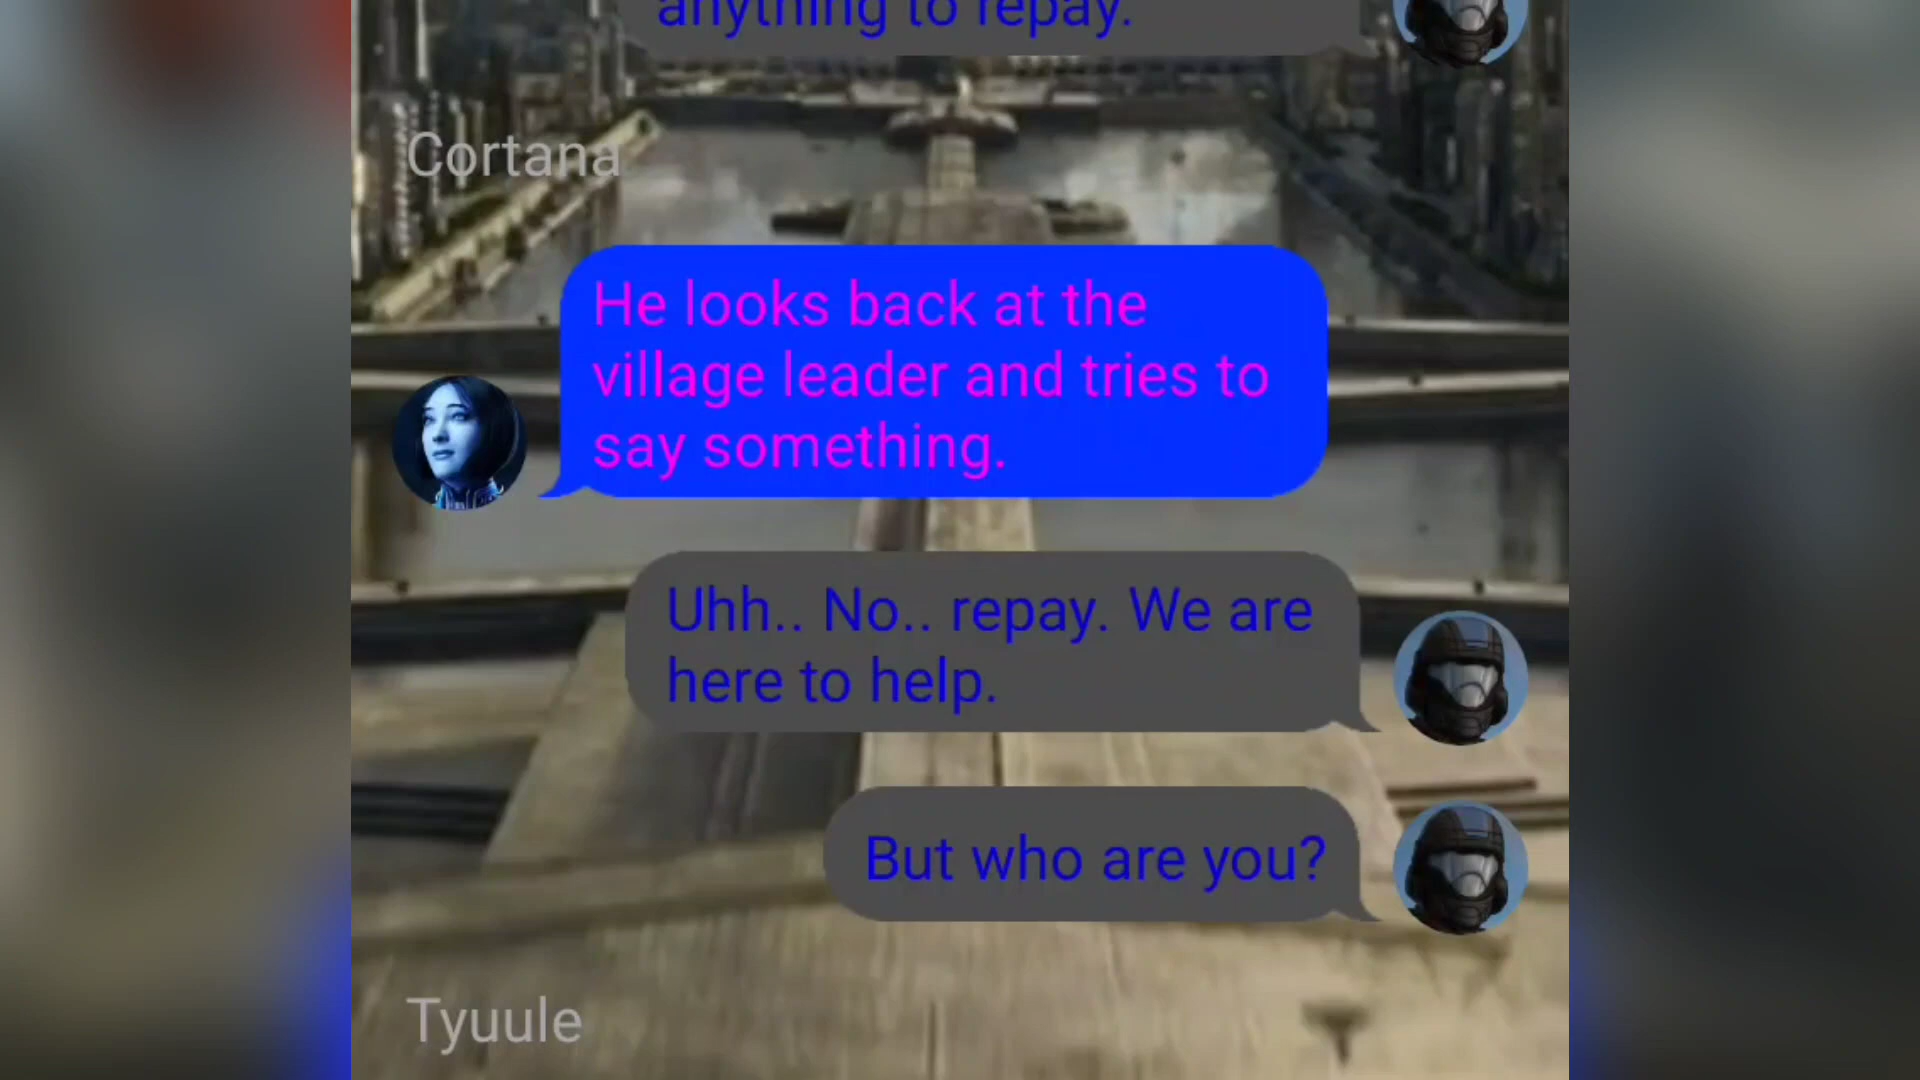 anything to repay.
Cortana
He looks back at the
village leader and tries to
say something.
Uhh.. No.. repay. We are
here to help.
But who are you?
Tyuule